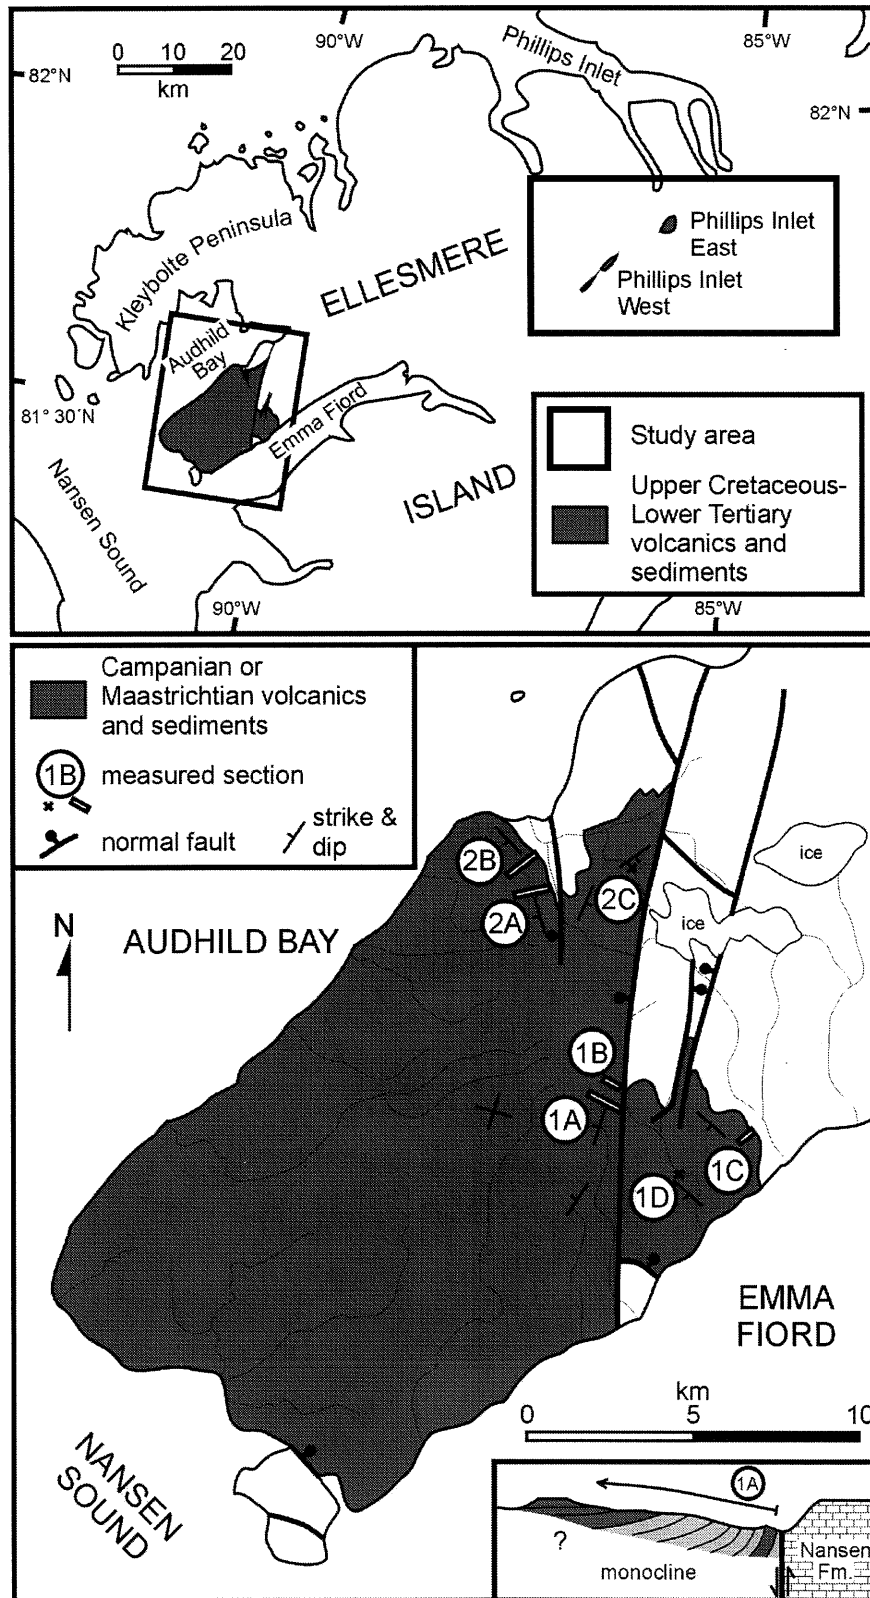 90°W
85°W
0 10 20
km
82°N
82°N
Phillips Inlet
Kleybolte Peninsula
ELLESMERE
Phillips Inlet
East
Phillips Inlet
West
Audhild
Bay
81° 30´N
Emma Fiord
Nansen Sound
ISLAND
Study area
Upper Cretaceous-
Lower Tertiary
volcanics and
sediments
90°W
85°W
Campanian or
Maastrichtian volcanics
and sediments
1B measured section
normal fault
strike &
dip
ice
2B
2C
2A
ice
N
AUDHILD BAY
1B
1A
1C
1D
EMMA
FIORD
km
0 5 10
NANSEN
SOUND
1A
?
monocline
Nansen
Fm.